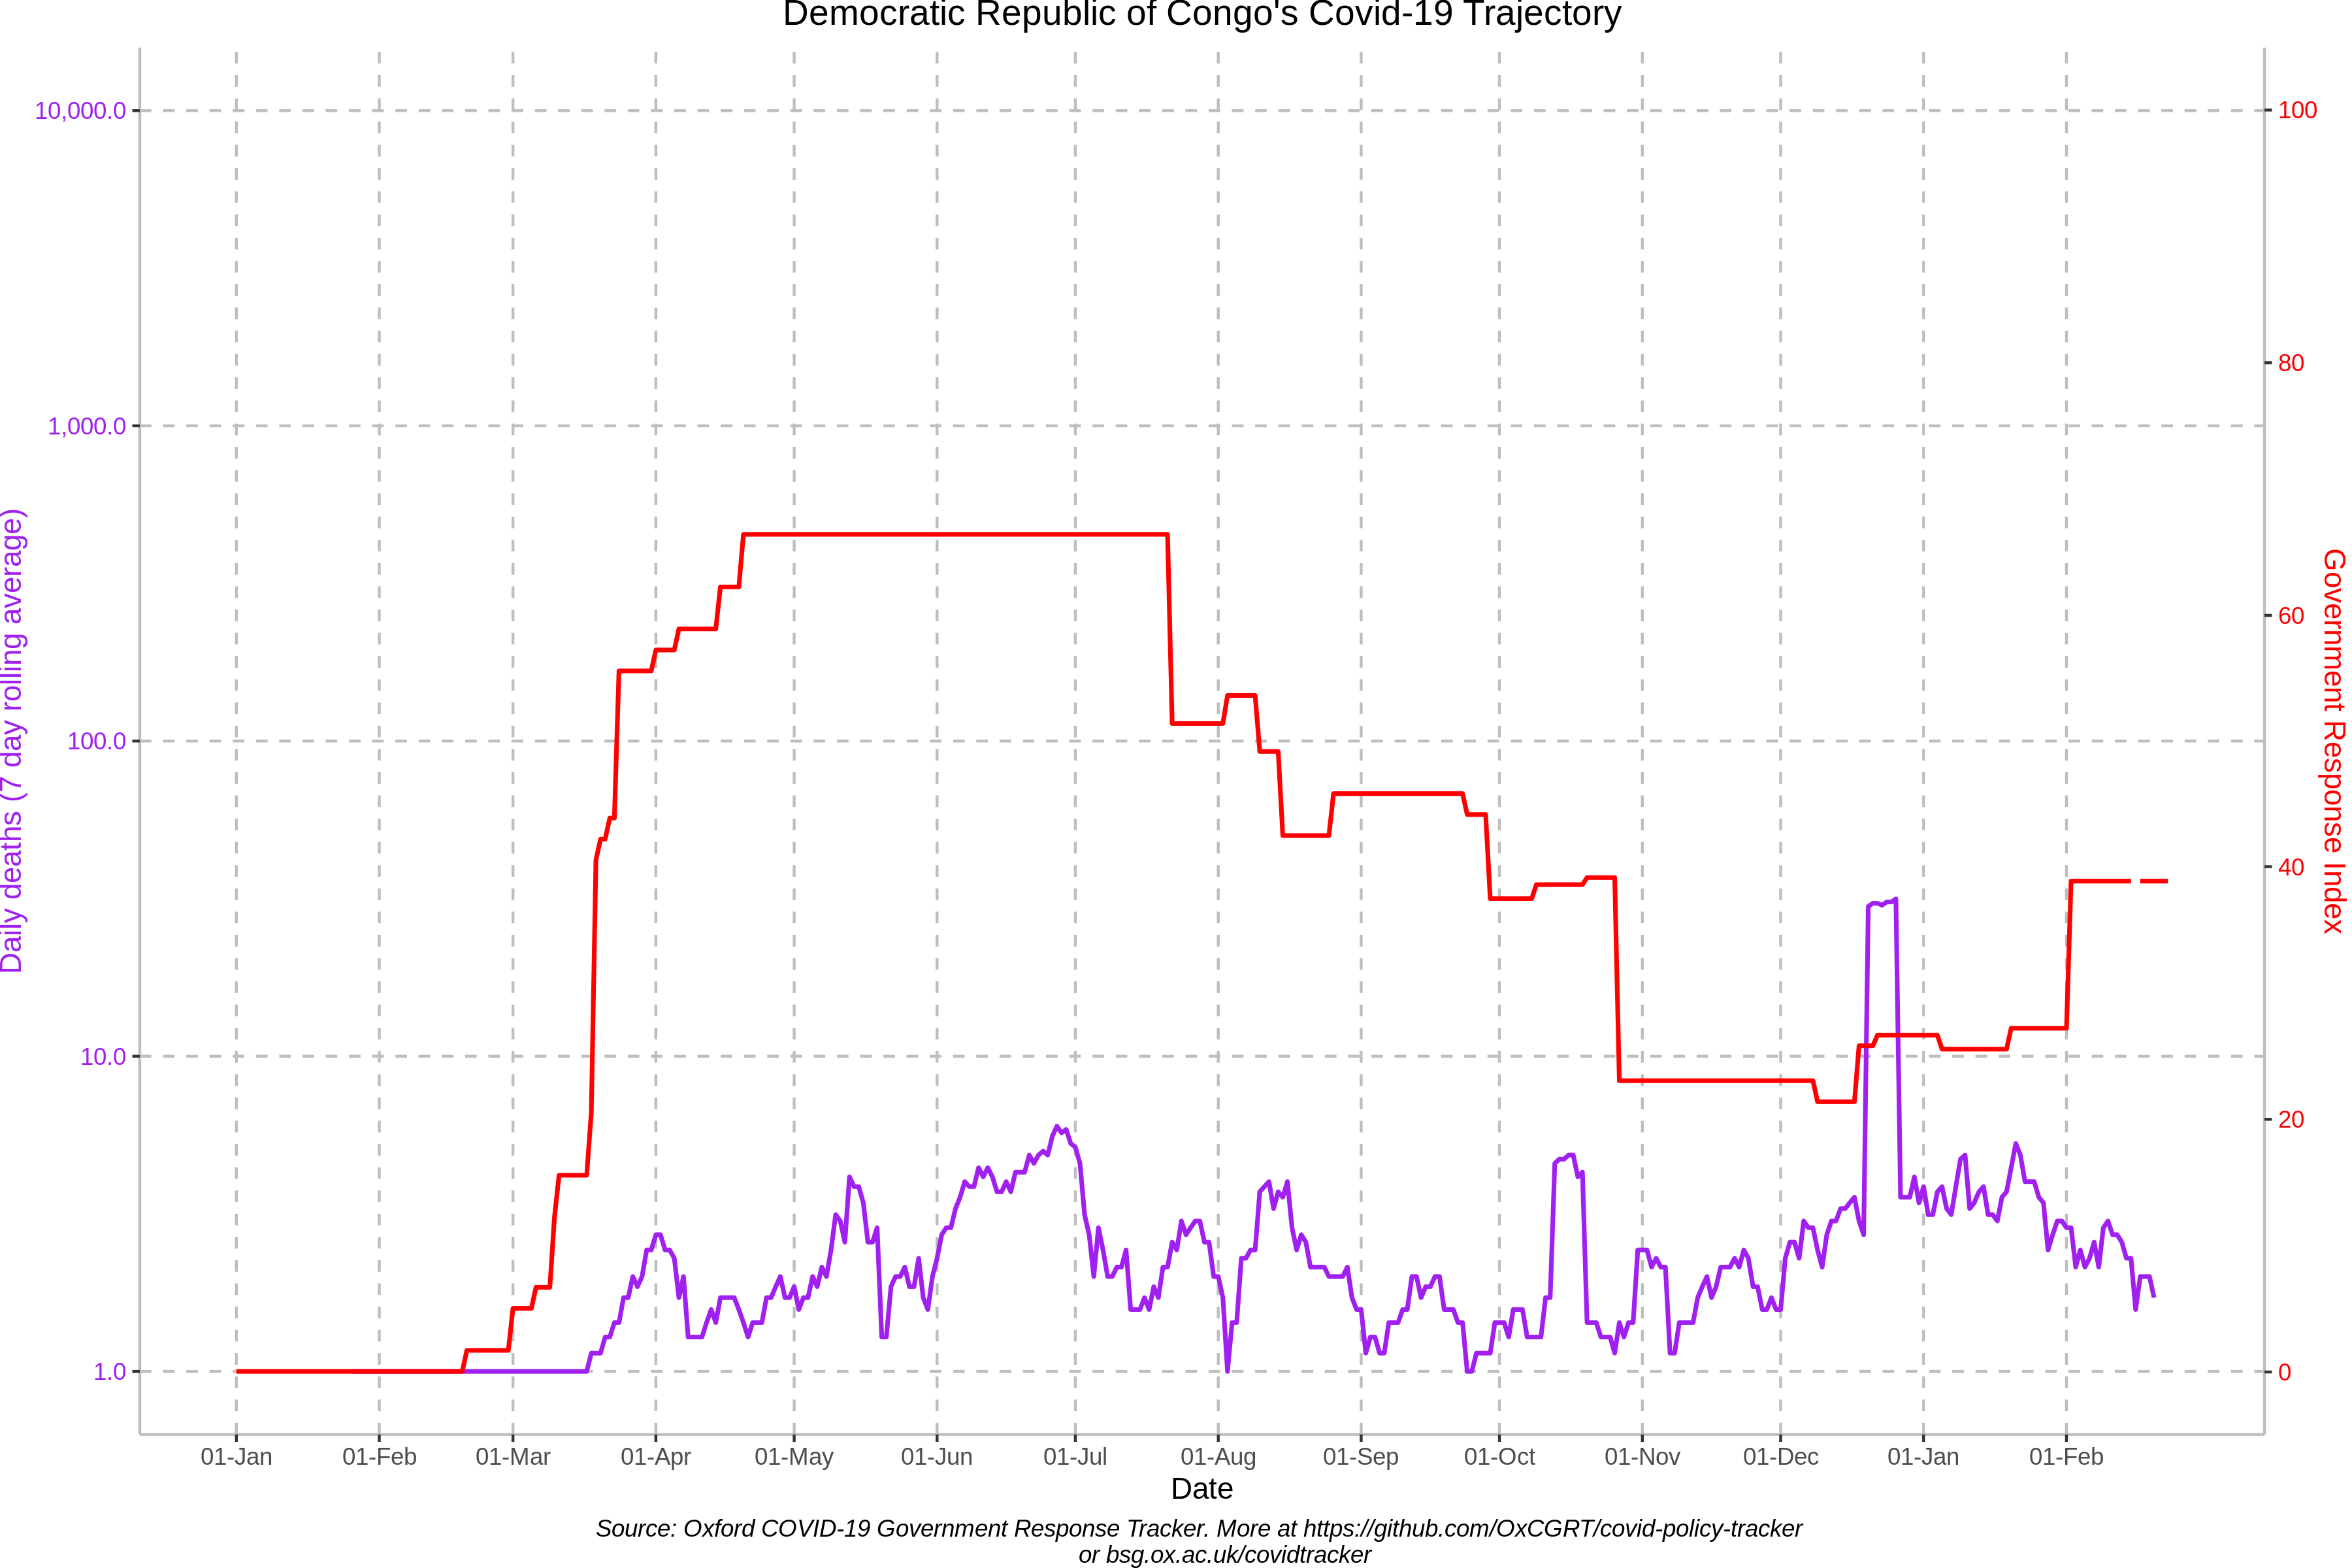 Democratic Republic of Congo's Covid-19 Trajectory
10,000.0
1,000.0
100.0
10.0
1.0
Daily deaths (7 day rolling average)
100
80
60
40
20
0
Government Response Index
01-Jan 01-Feb 01-Mar 01-Apr 01-May 01-Jun 01-Jul 01-Aug 01-Sep 01-Oct 01-Nov 01-Dec 01-Jan 01-Feb
Date
Source: Oxford COVID-19 Government Response Tracker. More at https://github.com/OxCGRT/covid-policy-tracker
or bsg.ox.ac.uk/covidtracker